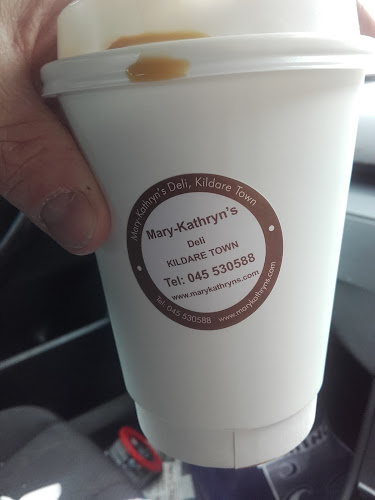 Mary-Kathryn's Deli, Kildare Town
Mary-Kathryn's
Deli
KILDARE TOWN
Tel: 045 530588
www.marykathryns.com
Tel: 045 530588 www.marykathryns.com